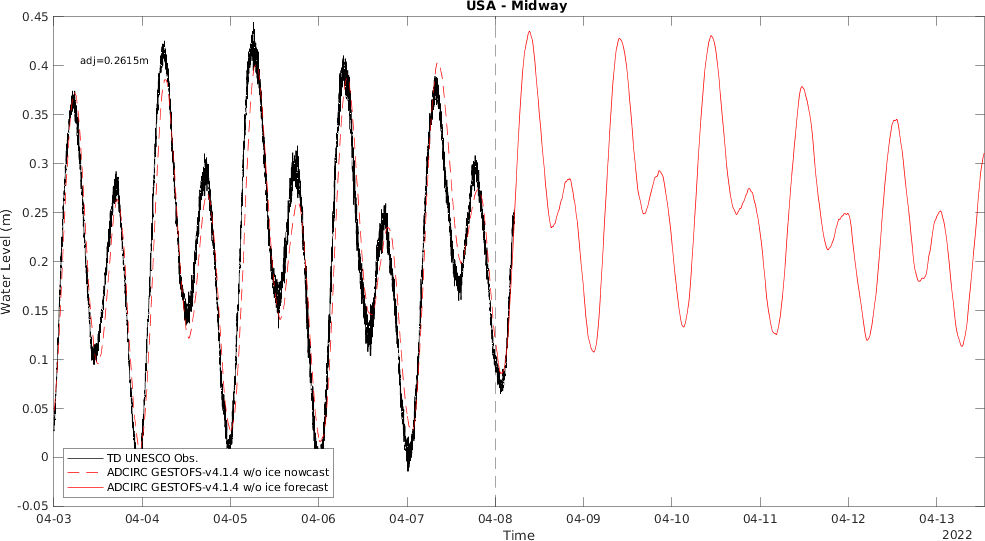 USA - Midway
0.45
0.4
0.35
0.3
0.25
0.2
0.15
0.1
0.05
0
-0.05
Water Level (m)
adj=0.2615m
TD UNESCO Obs.
ADCIRC GESTOFS-v4.1.4 w/o ice nowcast
ADCIRC GESTOFS-v4.1.4 w/o ice forecast
04-03 04-04 04-05 04-06 04-07 04-08 04-09 04-10 04-11 04-12 04-13
Time
2022